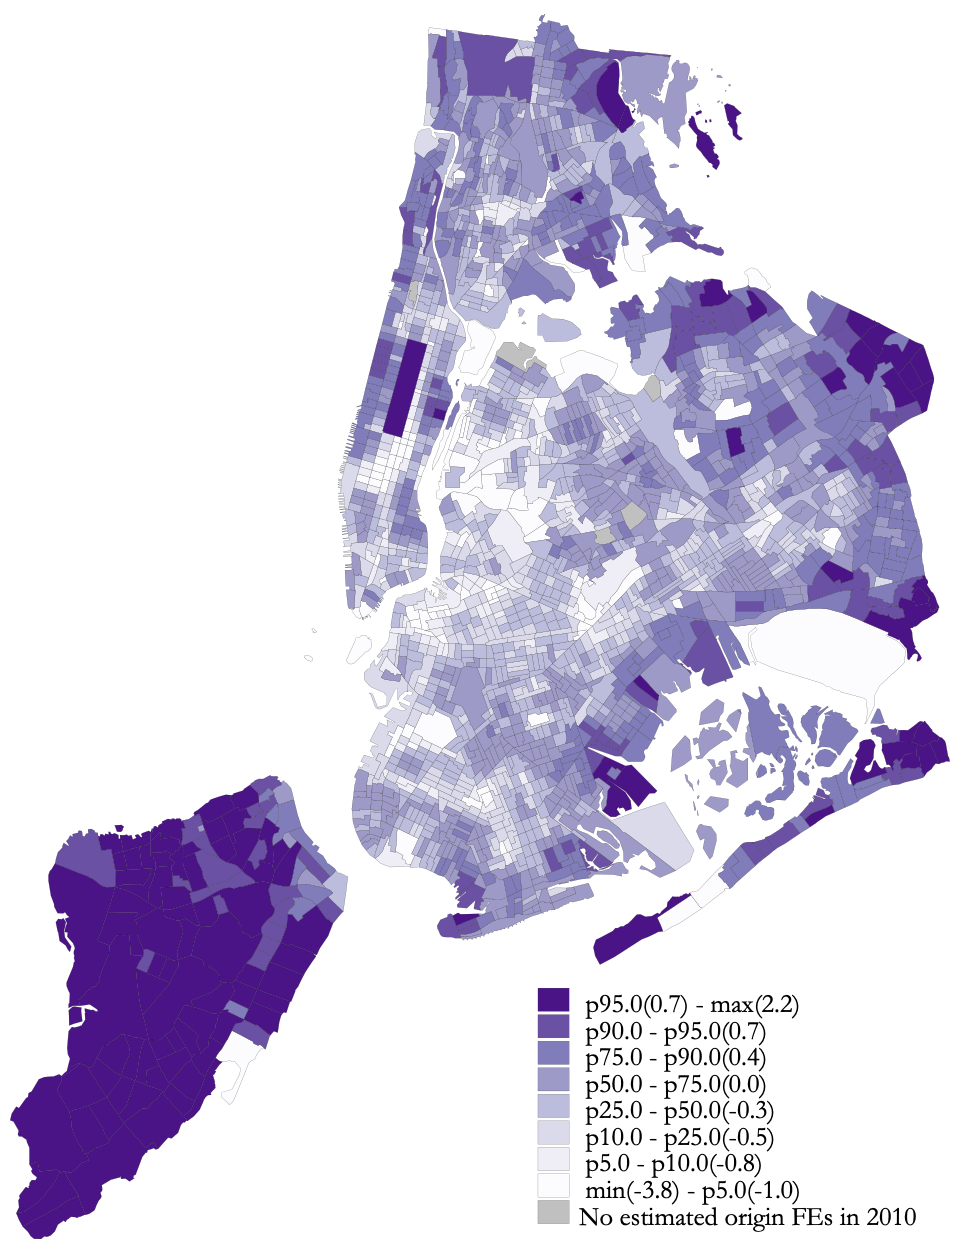 p95.0(0.7) - max(2.2)
p90.0 - p95.0(0.7)
p75.0 - p90.0(0.4)
p50.0 - p75.0(0.0)
p25.0 - p50.0(-0.3)
p10.0 - p25.0(-0.5)
p5.0 - p10.0(-0.8)
min(-3.8) - p5.0(-1.0)
No estimated origin FEs in 2010